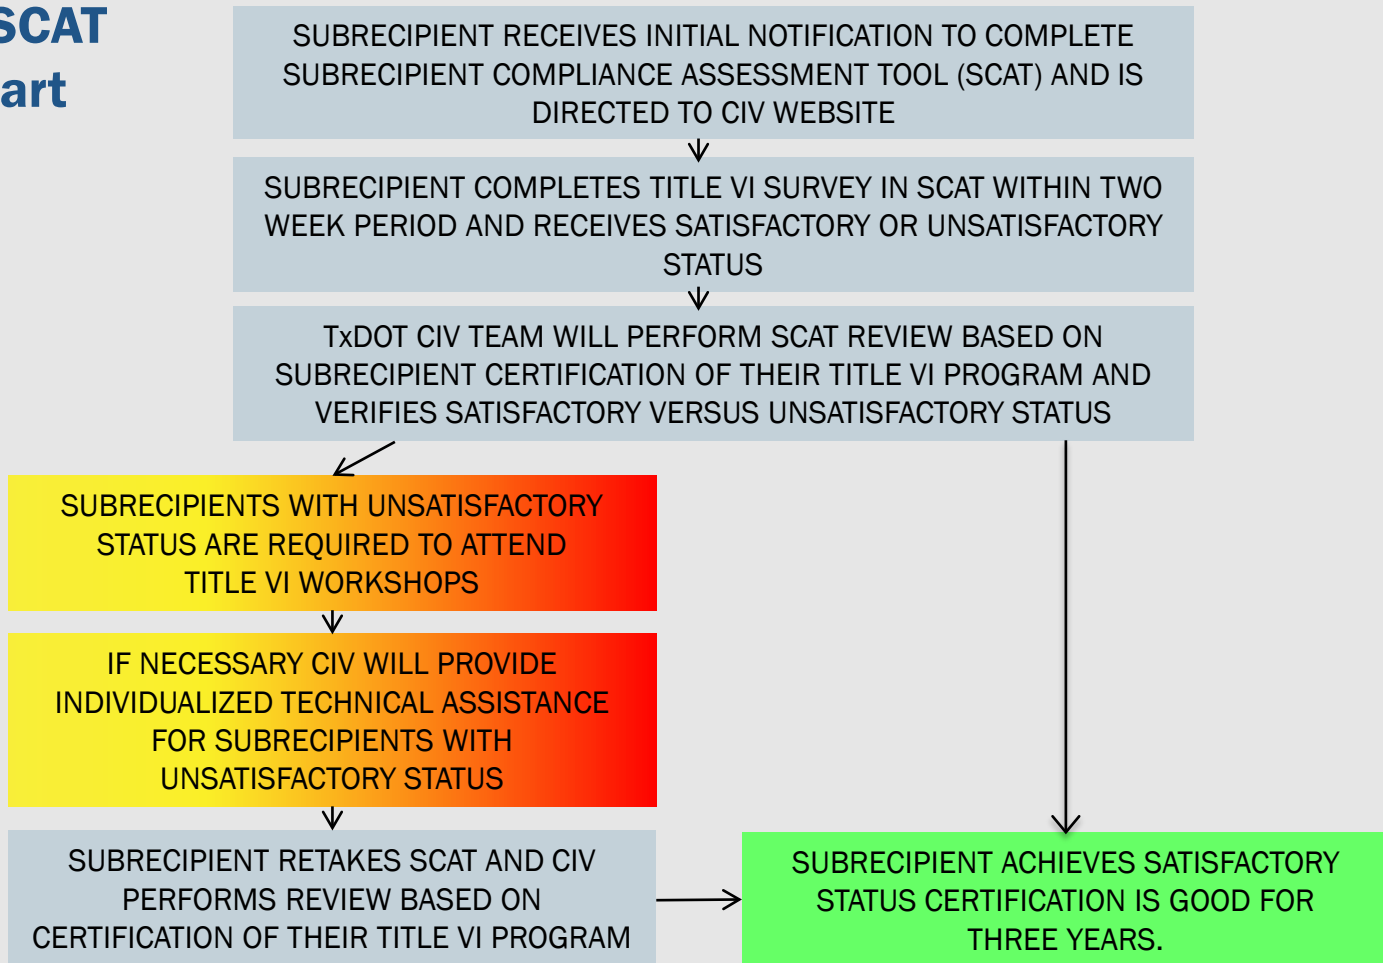 SCAT
art
SUBRECIPIENT RECEIVES INITIAL NOTIFICATION TO COMPLETE
SUBRECIPIENT COMPLIANCE ASSESSMENT TOOL (SCAT) AND IS
DIRECTED TO CIV WEBSITE
SUBRECIPIENT COMPLETES TITLE VI SURVEY IN SCAT WITHIN TWO
WEEK PERIOD AND RECEIVES SATISFACTORY OR UNSATISFACTORY
STATUS
TxDOT CIV TEAM WILL PERFORM SCAT REVIEW BASED ON
SUBRECIPIENT CERTIFICATION OF THEIR TITLE VI PROGRAM AND
VERIFIES SATISFACTORY VERSUS UNSATISFACTORY STATUS
SUBRECIPIENTS WITH UNSATISFACTORY
STATUS ARE REQUIRED TO ATTEND
TITLE VI WORKSHOPS
IF NECESSARY CIV WILL PROVIDE
INDIVIDUALIZED TECHNICAL ASSISTANCE
FOR SUBRECIPIENTS WITH
UNSATISFACTORY STATUS
SUBRECIPIENT RETAKES SCAT AND CIV
PERFORMS REVIEW BASED ON
CERTIFICATION OF THEIR TITLE VI PROGRAM
SUBRECIPIENT ACHIEVES SATISFACTORY
STATUS CERTIFICATION IS GOOD FOR
THREE YEARS.